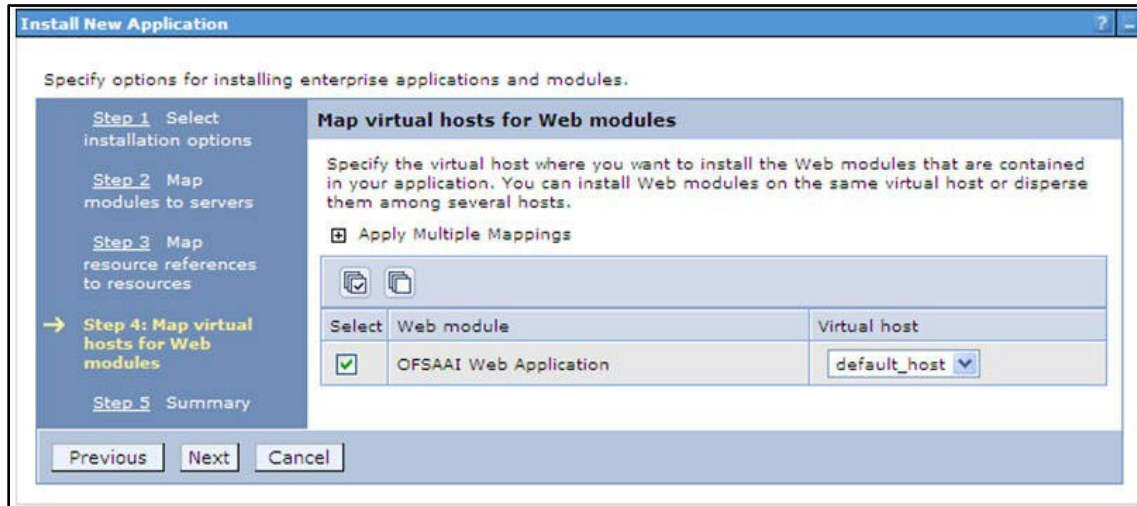 Install New Application
?
Specify options for installing enterprise applications and modules.
Step 1 Select
installation options
Step 2 Map
modules to servers
Step 3 Map
resource references
to resources
Step 4: Map virtual
hosts for Web
modules
Step 5 Summary
Map virtual hosts for Web modules
Specify the virtual host where you want to install the Web modules that are contained
in your application. You can install Web modules on the same virtual host or disperse
them among several hosts.
Apply Multiple Mappings
Select Web module Virtual host
OFSAAI Web Application default_host
Previous Next Cancel